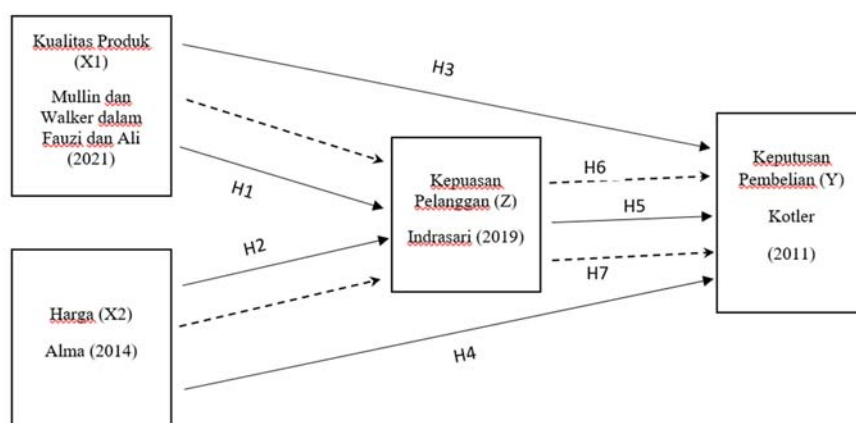 Kualitas Produk
(X1)
Mullin dan
Walker dalam
Fauzi dan Ali
(2021)
H3
H1
Kepuasan
Pelanggan (Z)
Indrasari (2019)
H6
H5
H7
Keputusan
Pembelian (Y)
Kotler
(2011)
H2
Harga (X2)
Alma (2014)
H4